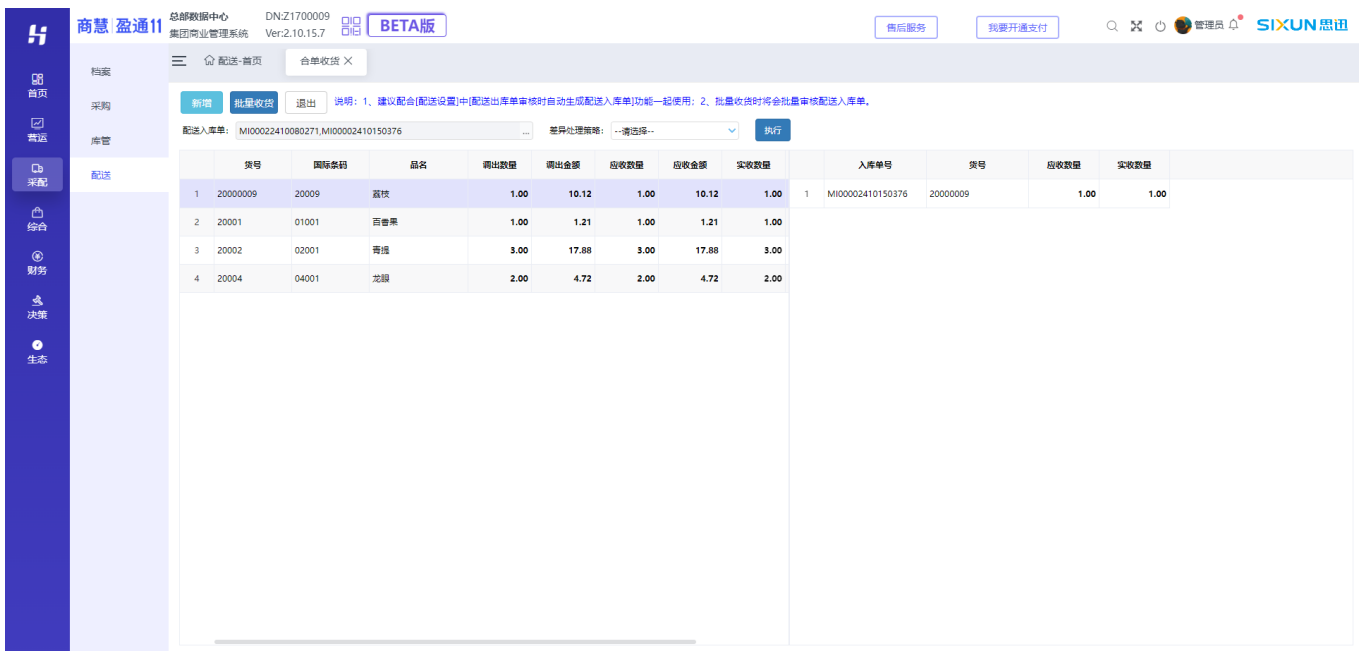 商慧 盈通11 总部数据中心 DN:Z1700009
集团商业管理系统 Ver:2.10.15.7
BETA版
售后服务
我要开通支付
管理员
SIXUN思迅
首页
营运
采配
综合
财务
决策
生态
档案
采购
库管
配送
配送-首页
合单收货
新增 批量收货 退出 说明：1、建议配合[配送设置]中[配送出库单审核时自动生成配送入库单]功能一起使用；2、批量收货时将会批量审核配送入库单。
配送入库单： MI00022410080271,MI00002410150376 ... 差异处理策略： --请选择-- 执行
货号 国际条码 品名 调出数量 调出金额 应收数量 应收金额 实收数量
1 20000009 20009 荔枝 1.00 10.12 1.00 10.12 1.00
2 20001 01001 百香果 1.00 1.21 1.00 1.21 1.00
3 20002 02001 青提 3.00 17.88 3.00 17.88 3.00
4 20004 04001 龙眼 2.00 4.72 2.00 4.72 2.00
入库单号 货号 应收数量 实收数量
1 MI00002410150376 20000009 1.00 1.00